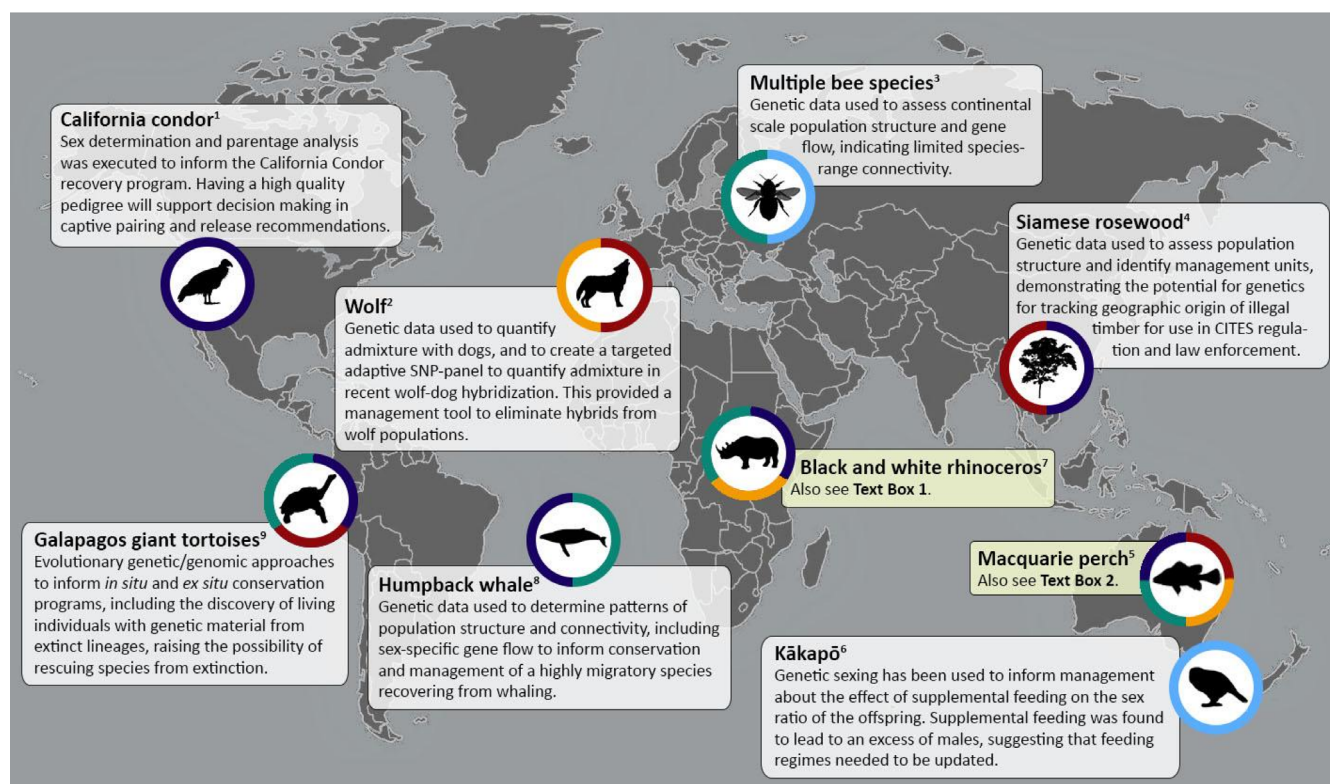 California condor¹
Sex determination and parentage analysis
was executed to inform the California Condor
recovery program. Having a high quality
pedigree will support decision making in
captive pairing and release recommendations.
Multiple bee species³
Genetic data used to assess continental
scale population structure and gene
flow, indicating limited species-
range connectivity.
Siamese rosewood⁴
Genetic data used to assess population
structure and identify management units,
demonstrating the potential for genetics
for tracking geographic origin of illegal
timber for use in CITES regula-
tion and law enforcement.
Wolf²
Genetic data used to quantify
admixture with dogs, and to create a targeted
adaptive SNP-panel to quantify admixture in
recent wolf-dog hybridization. This provided a
management tool to eliminate hybrids from
wolf populations.
Black and white rhinoceros⁷
Also see Text Box 1.
Galapagos giant tortoises⁹
Evolutionary genetic/genomic approaches
to inform in situ and ex situ conservation
programs, including the discovery of living
individuals with genetic material from
extinct lineages, raising the possibility of
rescuing species from extinction.
Humpback whale⁸
Genetic data used to determine patterns of
population structure and connectivity, including
sex-specific gene flow to inform conservation
and management of a highly migratory species
recovering from whaling.
Macquarie perch⁵
Also see Text Box 2.
Kākapō⁶
Genetic sexing has been used to inform management
about the effect of supplemental feeding on the sex
ratio of the offspring. Supplemental feeding was found
to lead to an excess of males, suggesting that feeding
regimes needed to be updated.